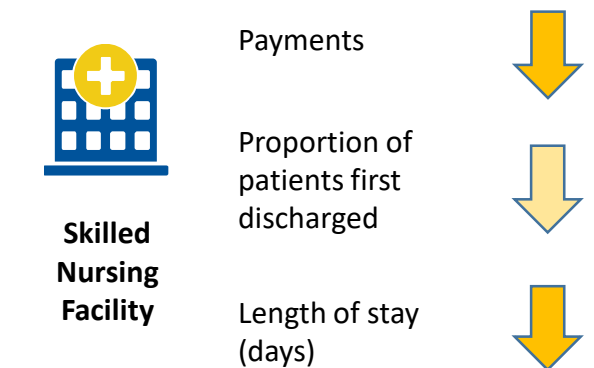 Payments
Proportion of
patients first
discharged
Skilled
Nursing
Facility
Length of stay
(days)